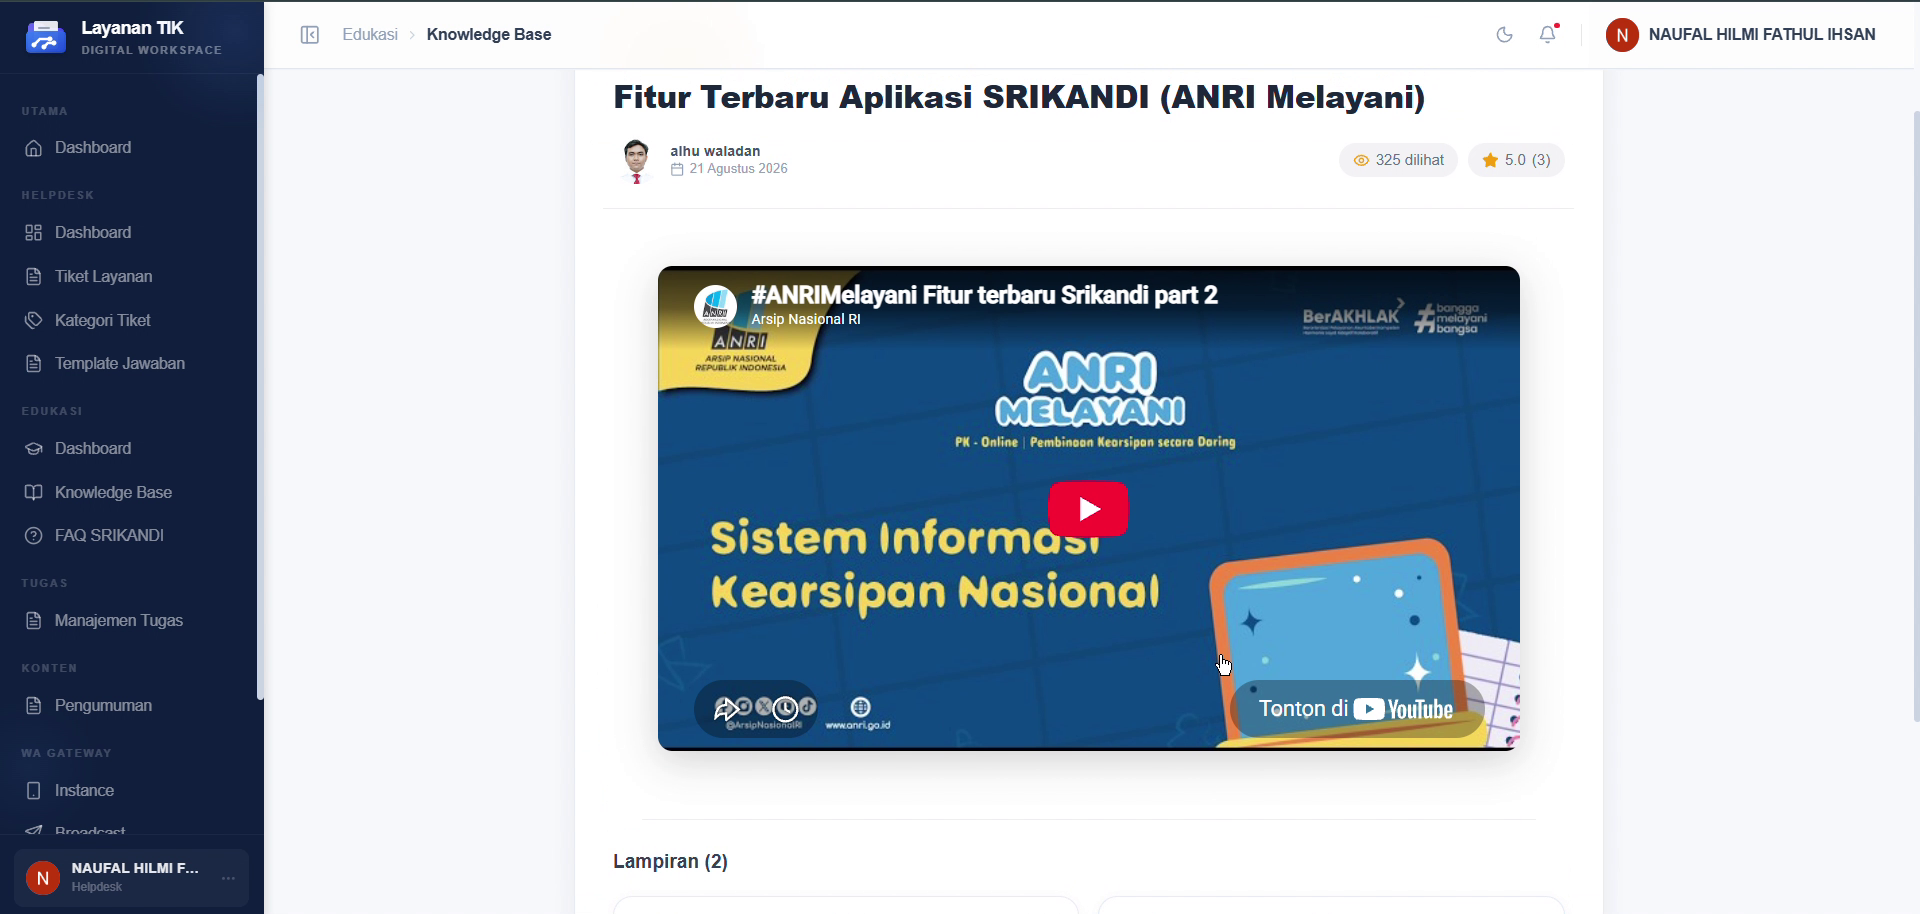 Layanan TIK
DIGITAL WORKSPACE
UTAMA
Dashboard
HELPDESK
Dashboard
Tiket Layanan
Kategori Tiket
Template Jawaban
EDUKASI
Dashboard
Knowledge Base
FAQ SRIKANDI
TUGAS
Manajemen Tugas
KONTEN
Pengumuman
WA GATEWAY
Instance
Broadcast
N
NAUFAL HILMI F...
Helpdesk
Edukasi > Knowledge Base
N NAUFAL HILMI FATHUL IHSAN
Fitur Terbaru Aplikasi SRIKANDI (ANRI Melayani)
alhu waladan
21 Agustus 2026
325 dilihat
5.0 (3)
#ANRIMelayani Fitur terbaru Srikandi part 2
Arsip Nasional RI
ANRI
ARSIP NASIONAL
REPUBLIK INDONESIA
BerAKHLAK
#bangga
melayani
bangsa
ANRI
MELAYANI
PK - Online | Pembinaan Kearsipan secara Daring
Sistem Informasi
Kearsipan Nasional
@ArsipNasionalRI
www.anri.go.id
Tonton di YouTube
Lampiran (2)